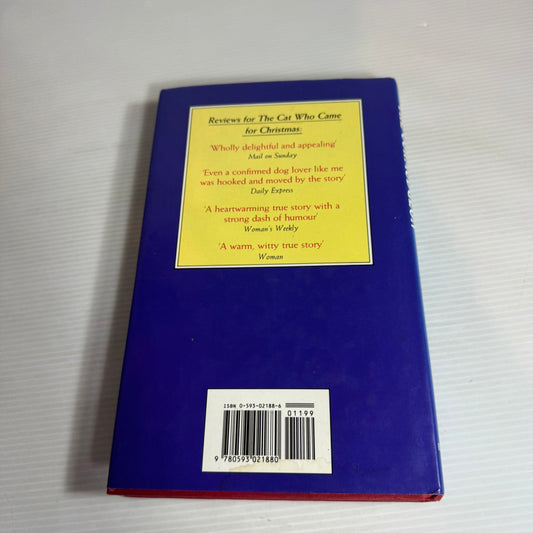 Reviews for The Cat Who Came
for Christmas:
'Wholly delightful and appealing'
Mail on Sunday
'Even a confirmed dog lover like me
was hooked and moved by the story'
Daily Express
'A heartwarming true story with a
strong dash of humour'
Woman's Weekly
'A warm, witty true story'
Woman
ISBN 0-593-02188-6
01199
9 780593 021880